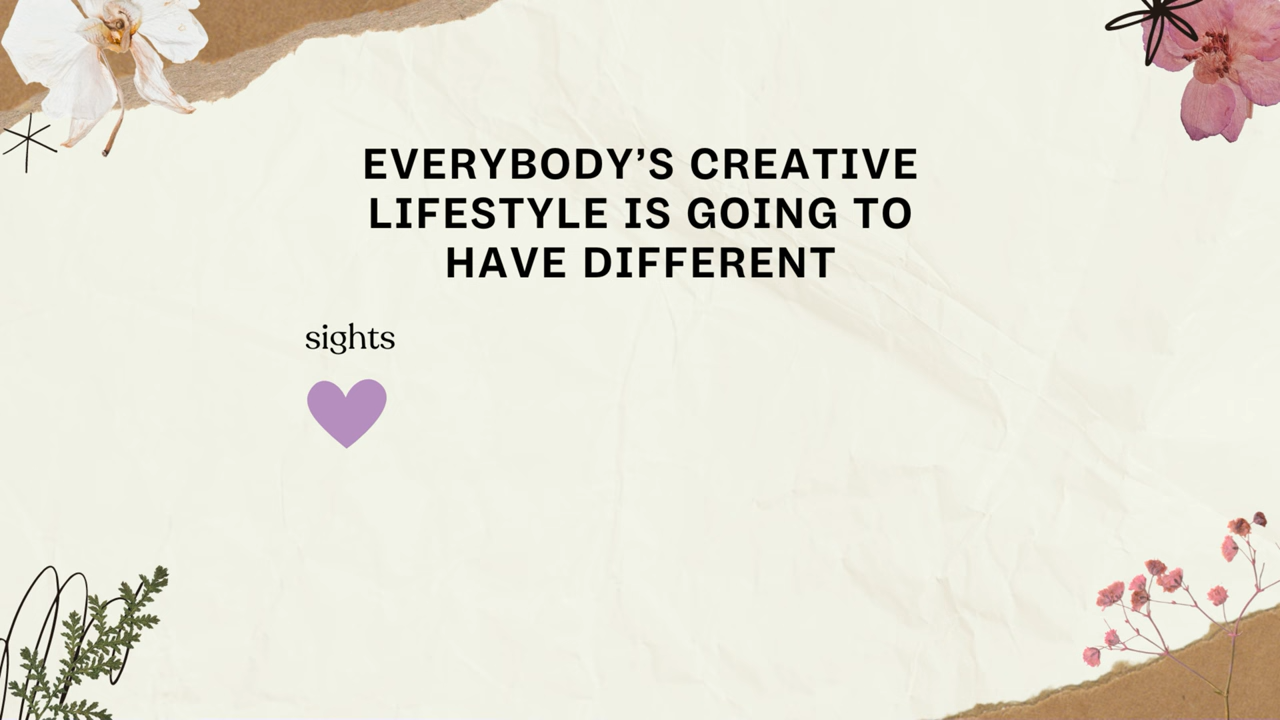 EVERYBODY’S CREATIVE
LIFESTYLE IS GOING TO
HAVE DIFFERENT
sights